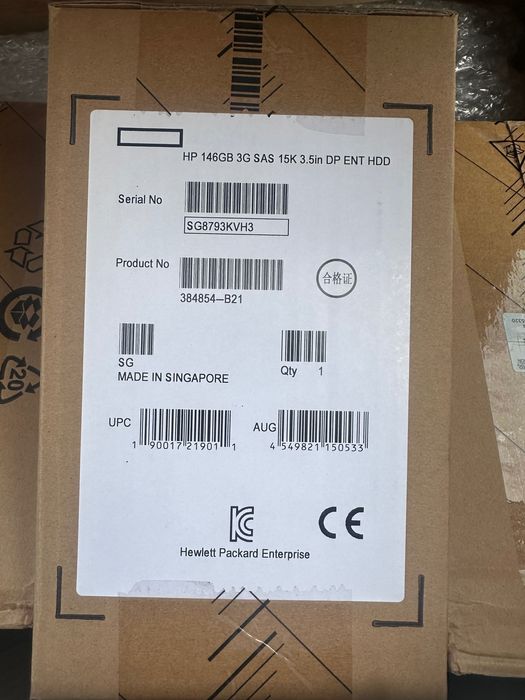 HP 146GB 3G SAS 15K 3.5in DP ENT HDD
Serial No
SG8793KVH3
Product No
384854-B21
合格证
SG
MADE IN SINGAPORE
Qty 1
UPC
1 90017 21901 1
AUG
4 549821 150533
CE
Hewlett Packard Enterprise
20